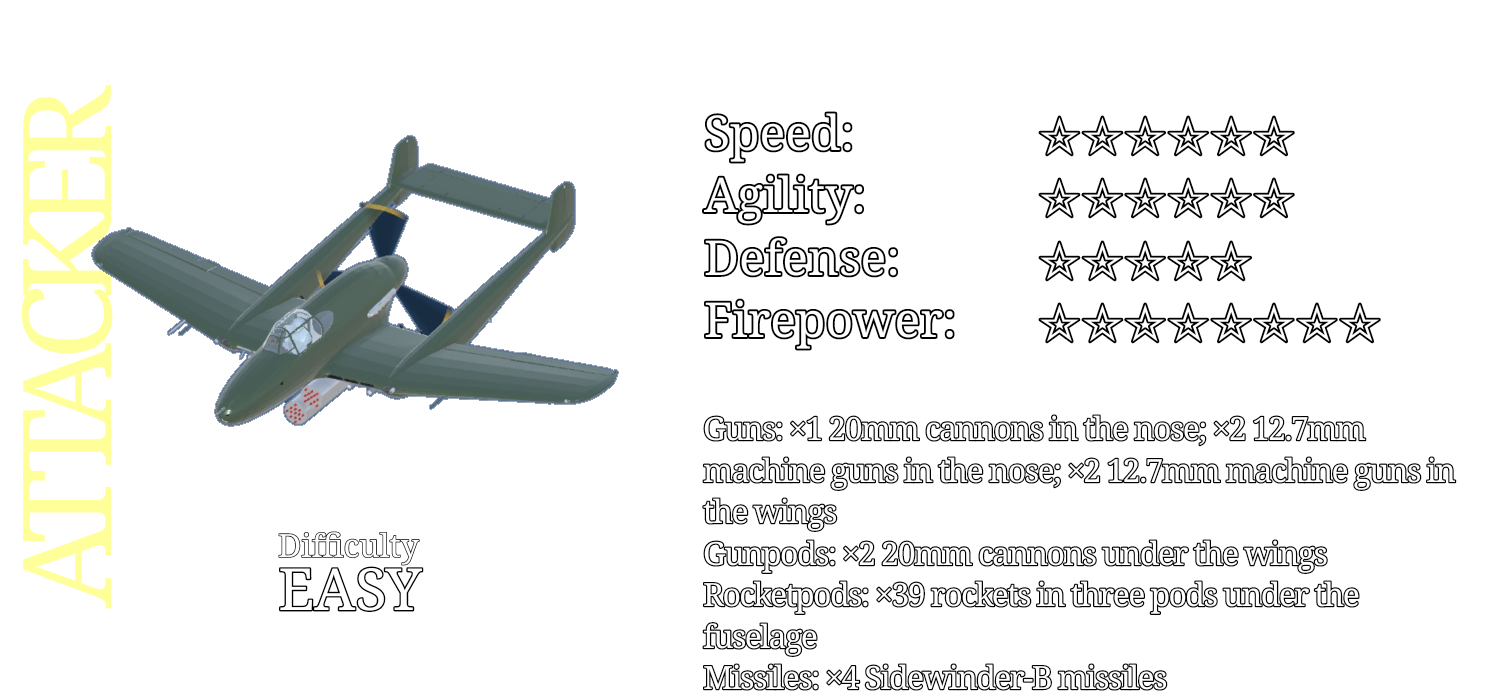 ATTACKER
Speed: ☆☆☆☆☆☆
Agility: ☆☆☆☆☆☆
Defense: ☆☆☆☆☆
Firepower: ☆☆☆☆☆☆☆☆
Guns: ×1 20mm cannons in the nose; ×2 12.7mm
machine guns in the nose; ×2 12.7mm machine guns in
the wings
Gunpods: ×2 20mm cannons under the wings
Rocketpods: ×39 rockets in three pods under the
fuselage
Missiles: ×4 Sidewinder-B missiles
Difficulty
EASY